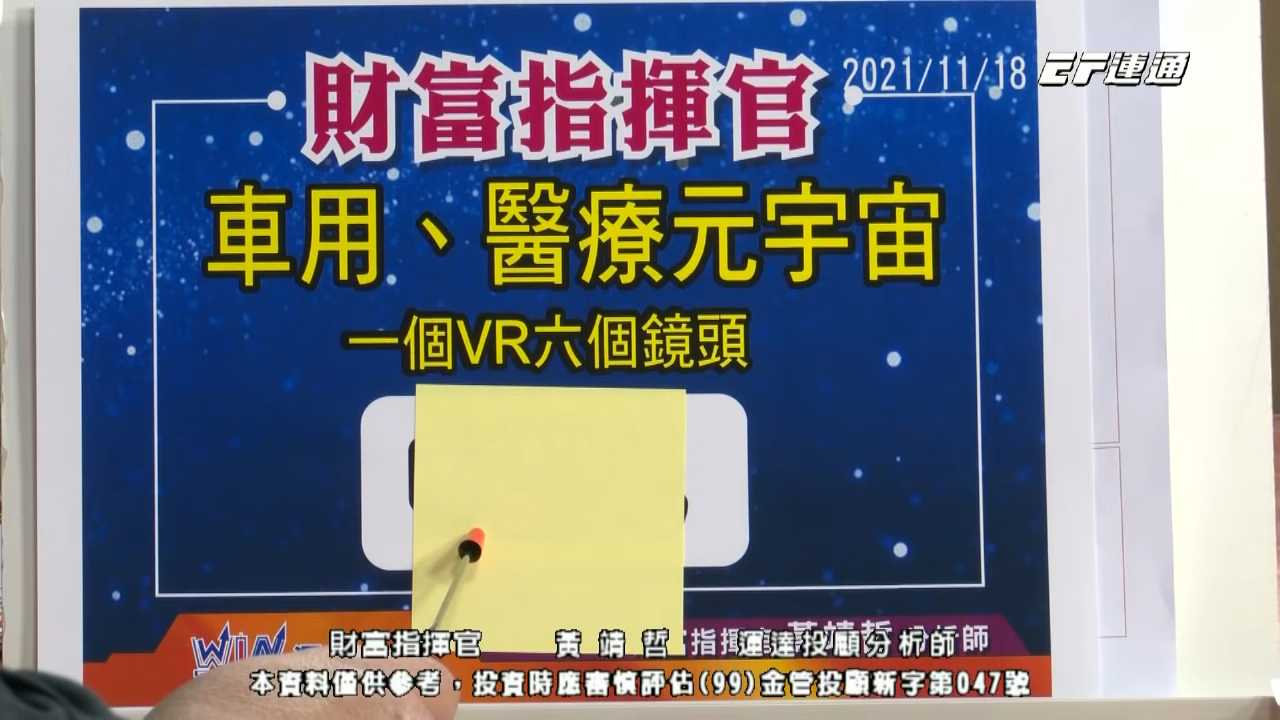 財富指揮官
2021/11/18
運通
車用、醫療元宇宙
一個VR六個鏡頭
WIN
財富指揮官 黃靖哲 運達投顧分析師
本資料僅供參考，投資時應審慎評估(99)金管投顧新字第047號